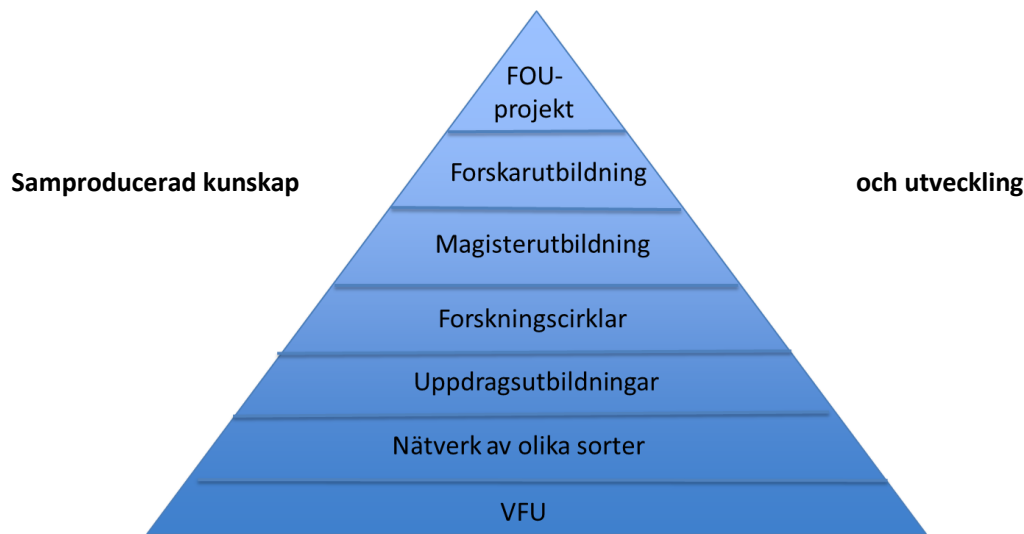 FOU-
projekt
Samproducerad kunskap
Forskarutbildning
och utveckling
Magisterutbildning
Forskningscirklar
Uppdragsutbildningar
Nätverk av olika sorter
VFU